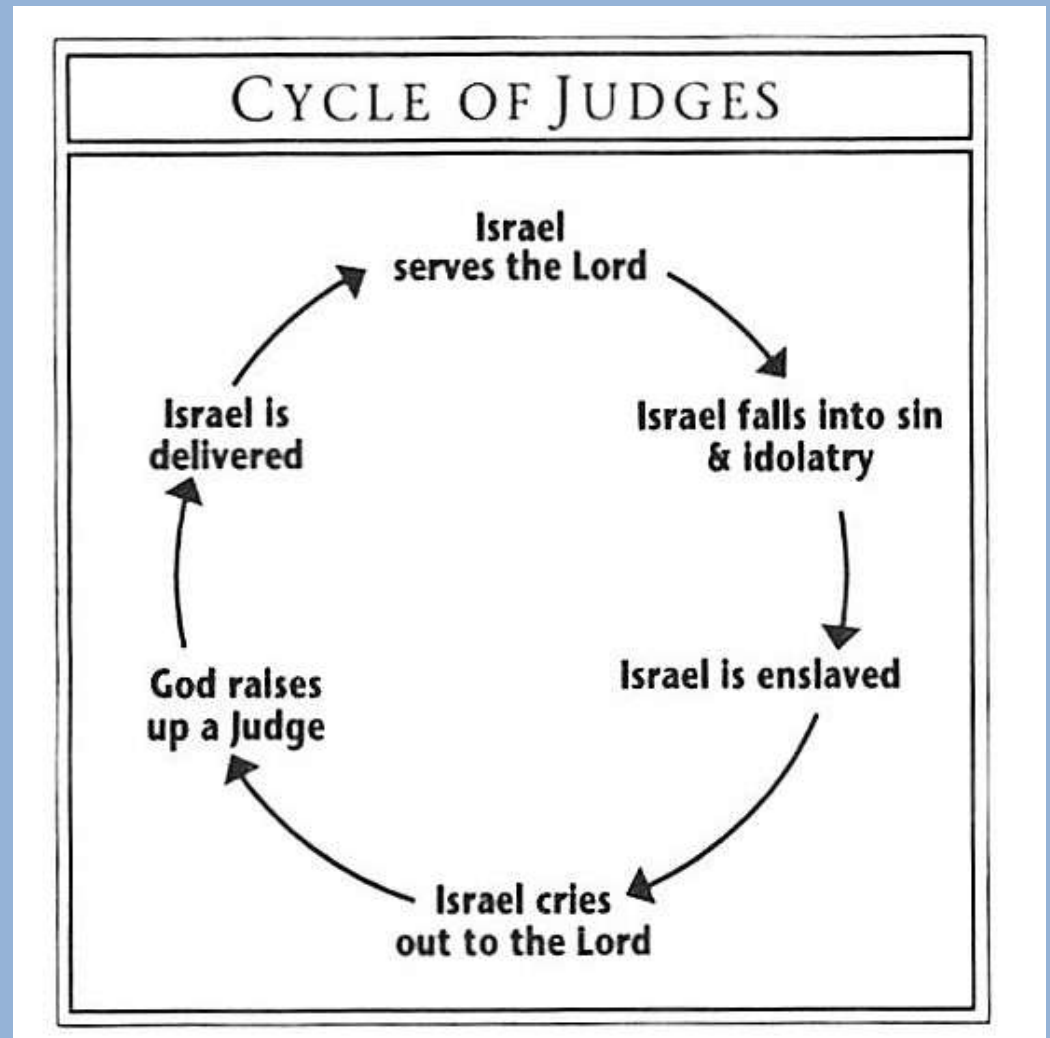 CYCLE OF JUDGES
Israel
serves the Lord
Israel falls into sin
& idolatry
Israel is enslaved
Israel cries
out to the Lord
God raises
up a Judge
Israel is
delivered